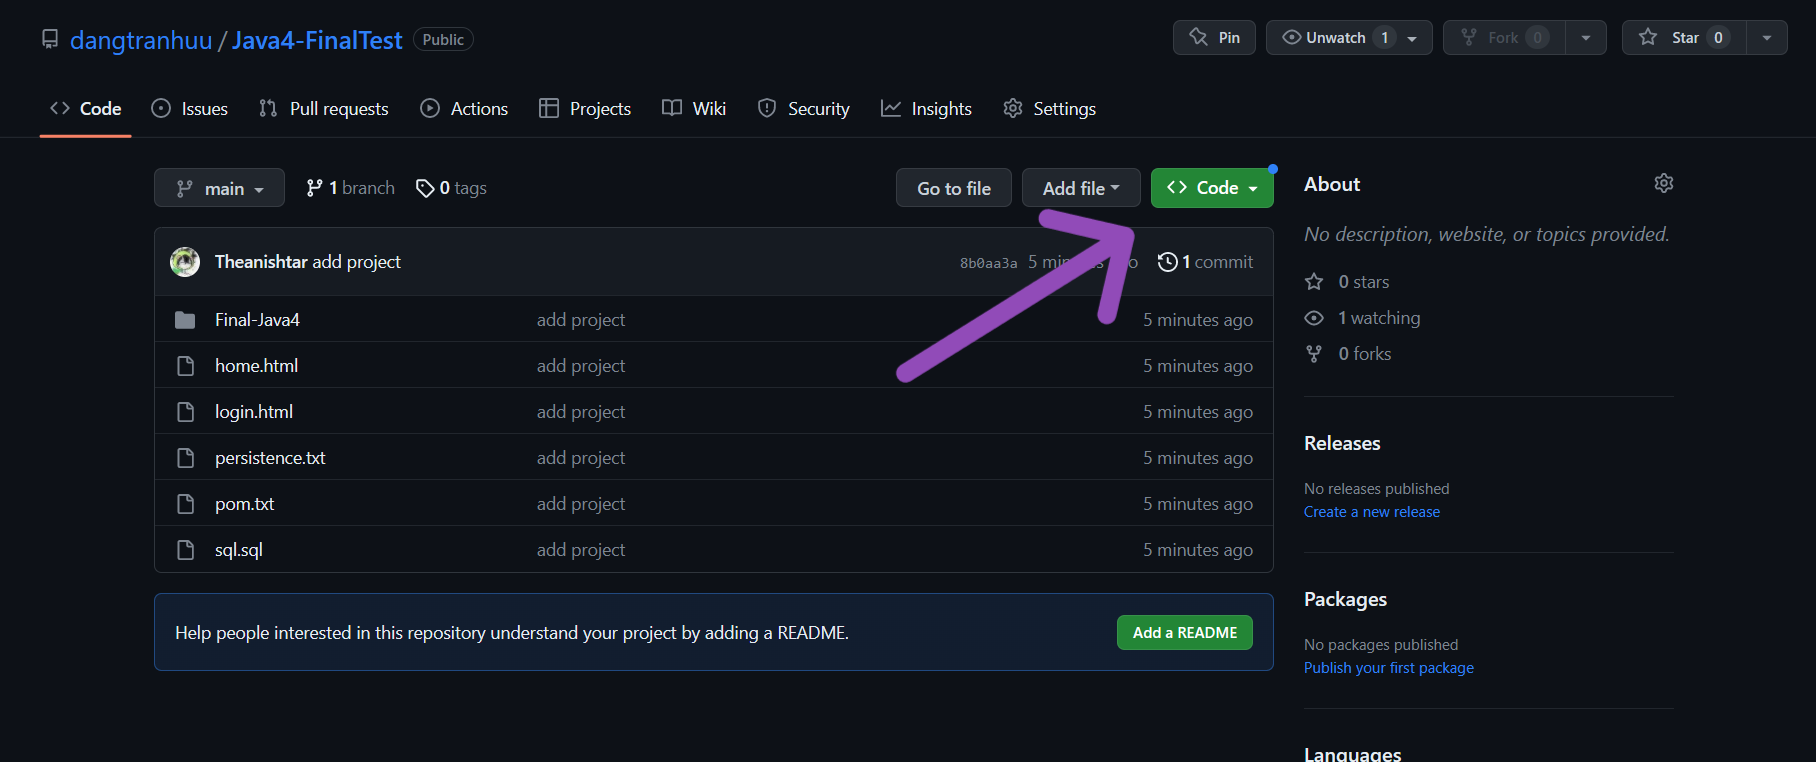 dangtranhuu / Java4-FinalTest Public
Pin Unwatch 1 Fork 0 Star 0
Code Issues Pull requests Actions Projects Wiki Security Insights Settings
main 1 branch 0 tags Go to file Add file Code
Theanishtar add project 8b0aa3a 1 commit
Final-Java4 add project 5 minutes ago
home.html add project 5 minutes ago
login.html add project 5 minutes ago
persistence.txt add project 5 minutes ago
pom.txt add project 5 minutes ago
sql.sql add project 5 minutes ago
Help people interested in this repository understand your project by adding a README. Add a README
About
No description, website, or topics provided.
0 stars
1 watching
0 forks
Releases
No releases published
Create a new release
Packages
No packages published
Publish your first package
Languages